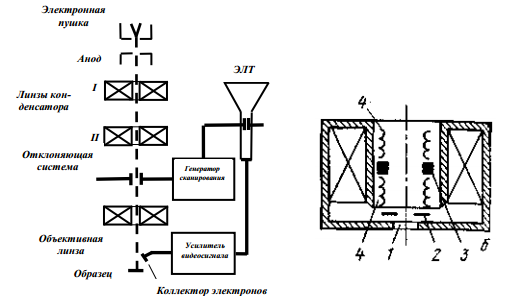 Электронная
пушка
Анод
Линзы кон-
денсатора
I
ЭЛТ
II
Отклоняющая
система
Генератор
сканирования
Объективная
линза
Усилитель
видеосигнала
Образец
Коллектор электронов
4
4
1
2
3
б